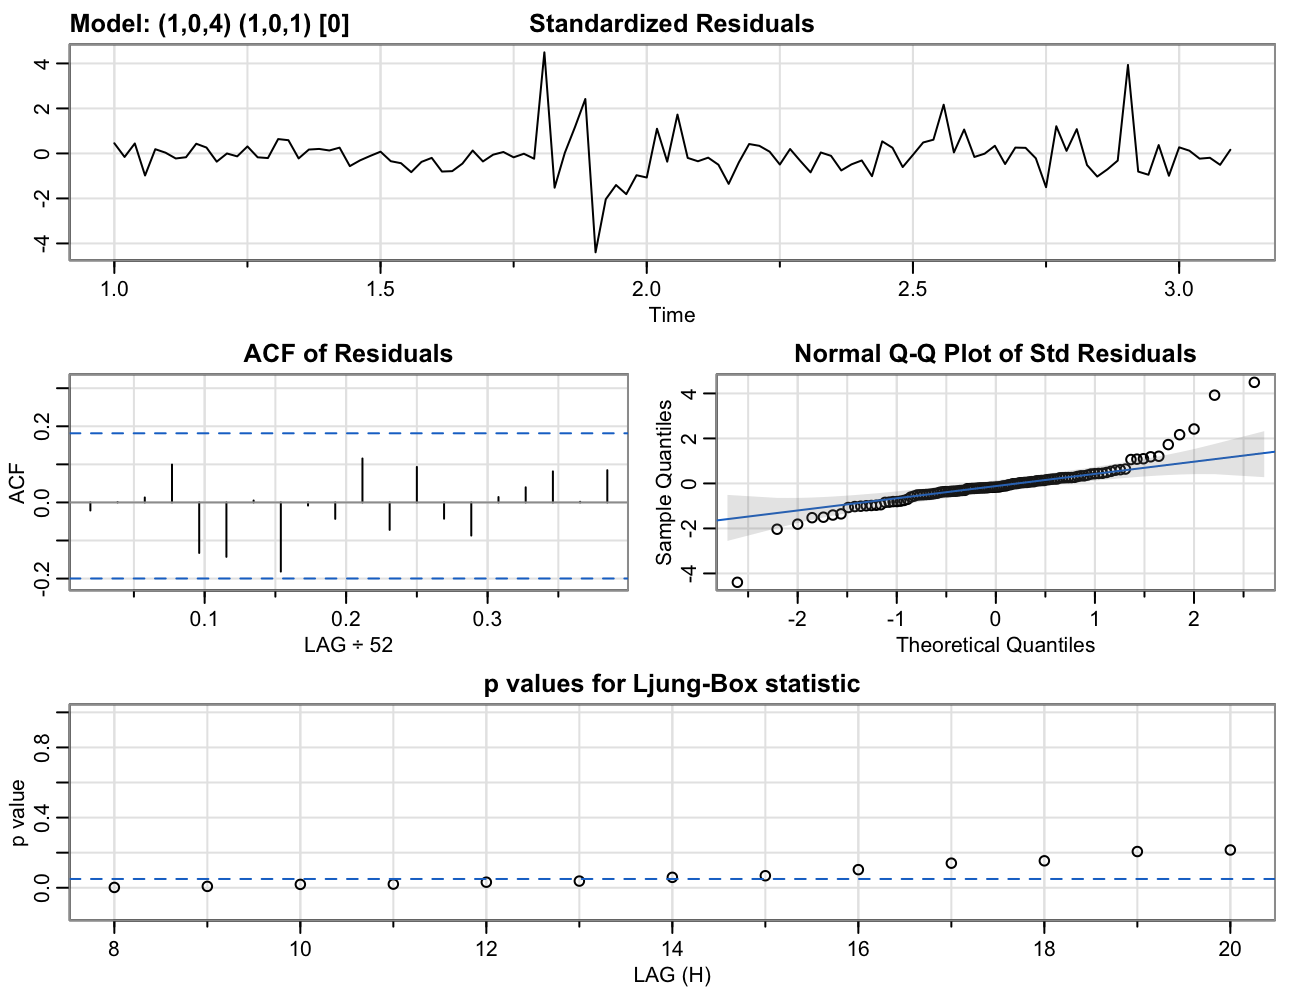 Model: (1,0,4) (1,0,1) [0]
Standardized Residuals
4
2
0
-2
-4
1.0 1.5 2.0 2.5 3.0
Time
ACF of Residuals
ACF
0.2
0.0
-0.2
0.1 0.2 0.3
LAG ÷ 52
Normal Q-Q Plot of Std Residuals
Sample Quantiles
4
2
0
-2
-4
-2 -1 0 1 2
Theoretical Quantiles
p values for Ljung-Box statistic
p value
0.8
0.4
0.0
8 10 12 14 16 18 20
LAG (H)